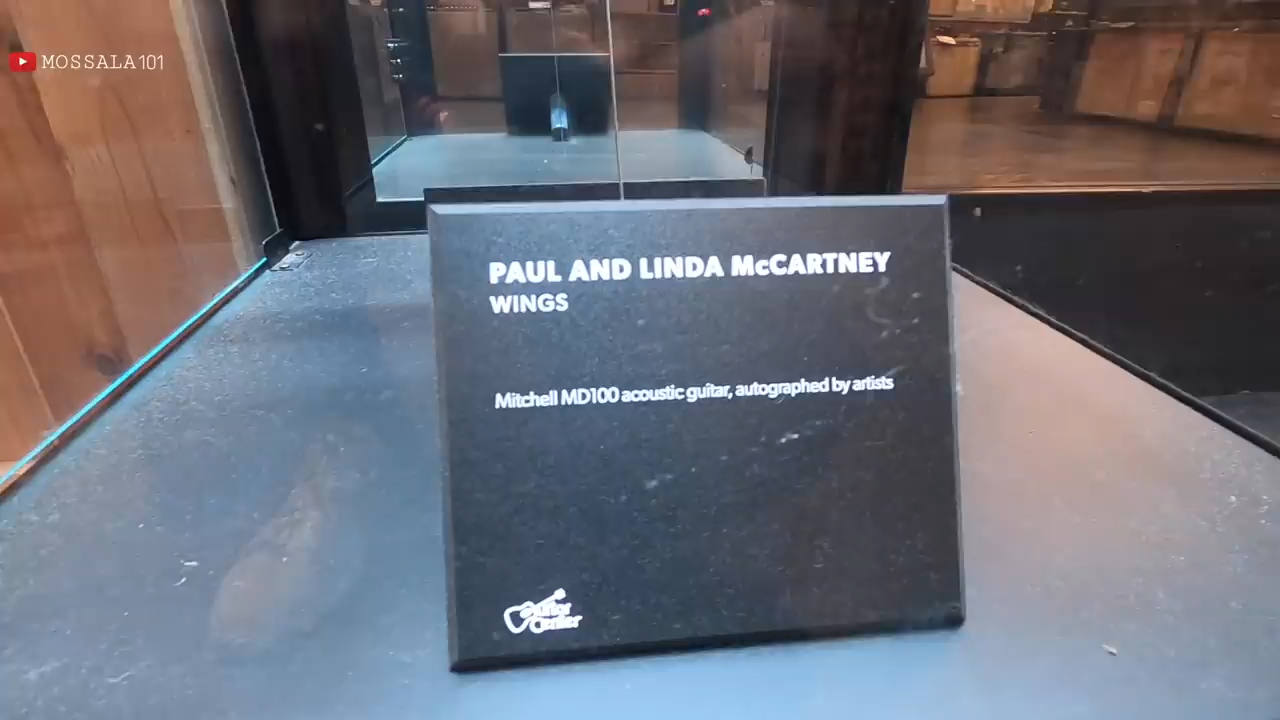 MOSSALA101
PAUL AND LINDA McCARTNEY
WINGS
Mitchell MD100 acoustic guitar, autographed by artists
Guitar
Center